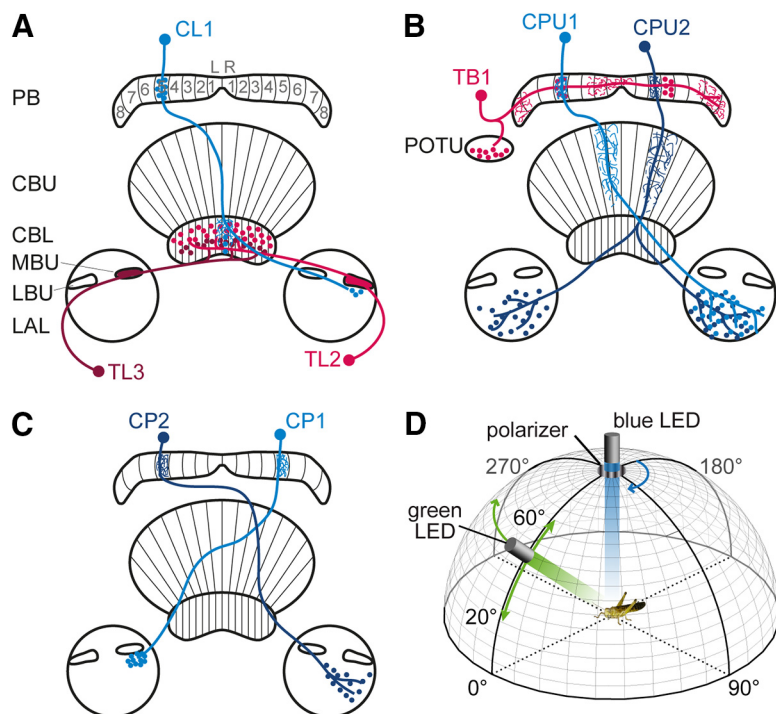 A
CL1
L R
PB
8 7 6 4 3 2 1 1 2 3 4 5 6 7 8
CBU
CBL
MBU
LBU
LAL
TL3
TL2
B
CPU1
CPU2
TB1
POTU
C
CP2
CP1
D
blue LED
polarizer
270°
180°
green
LED
60°
20°
0°
90°